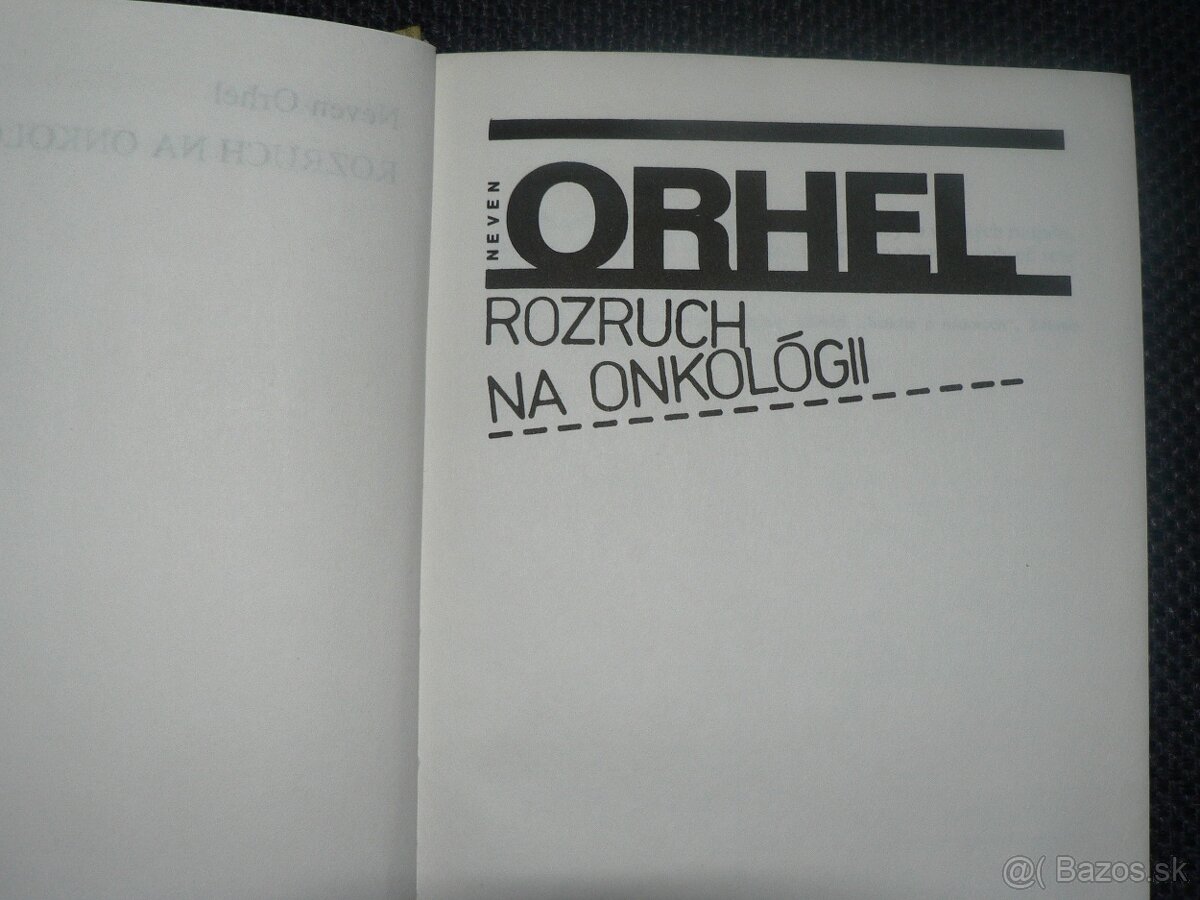 Neven Orhel
ROZRUCH NA ONKOLÓ
NEVEN
ORHEL
ROZRUCH
NA ONKOLÓGII
@( Bazos.sk